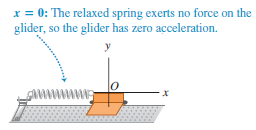 x = 0: The relaxed spring exerts no force on the
glider, so the glider has zero acceleration.
y
O
x